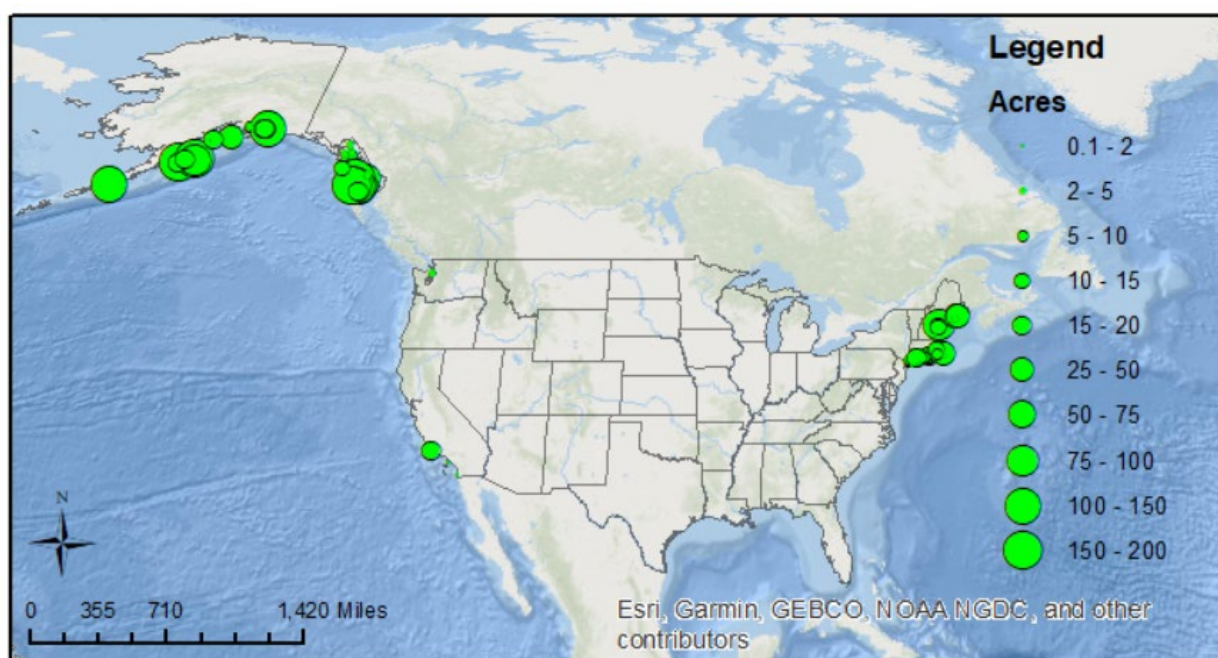 Legend
Acres
0.1 - 2
2 - 5
5 - 10
10 - 15
15 - 20
25 - 50
50 - 75
75 - 100
100 - 150
150 - 200
N
0 355 710 1,420 Miles
Esri, Garmin, GEBCO, NOAA NGDC, and other
contributors